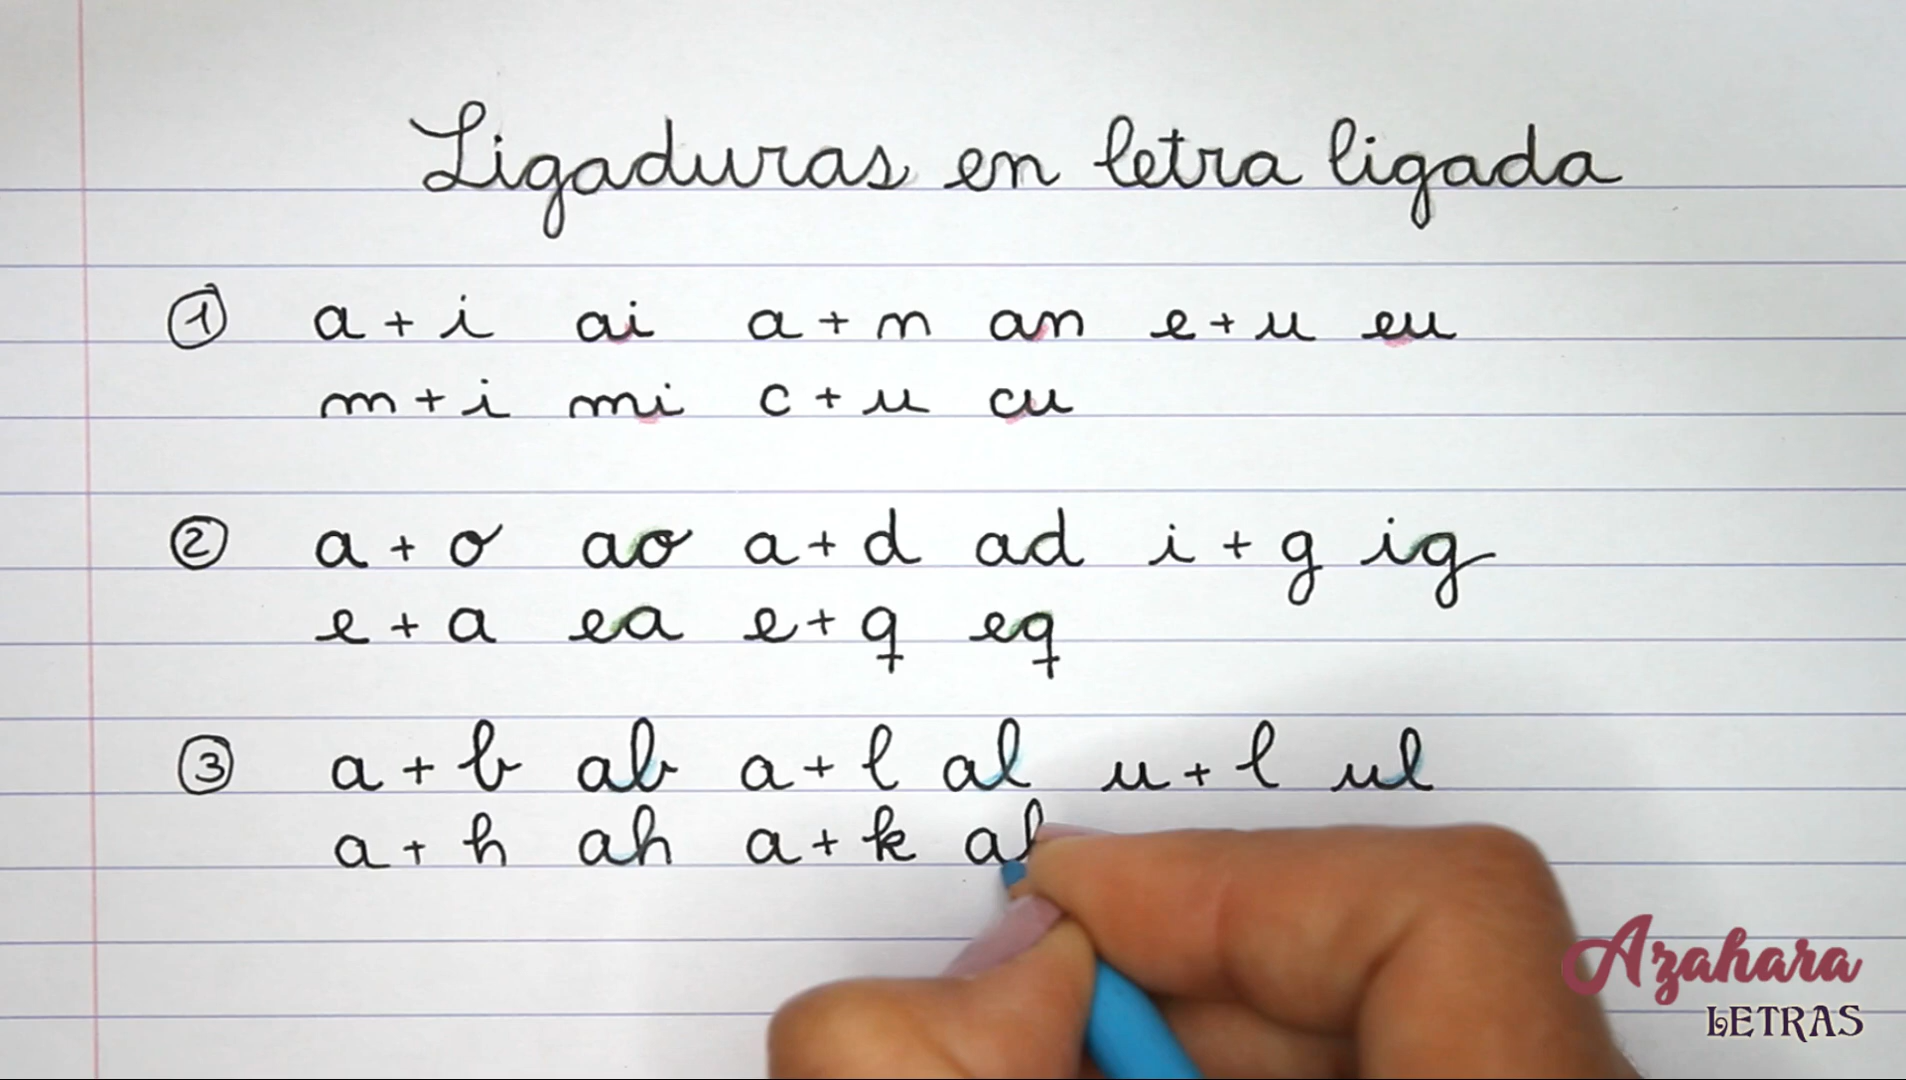 Ligaduras en letra ligada
① a + i ai a + n an e + u eu
m + i mi c + u cu
② a + o ao a + d ad i + g ig
e + a ea e + q eq
③ a + b ab a + l al u + l ul
a + h ah a + k
Azahara
LETRAS